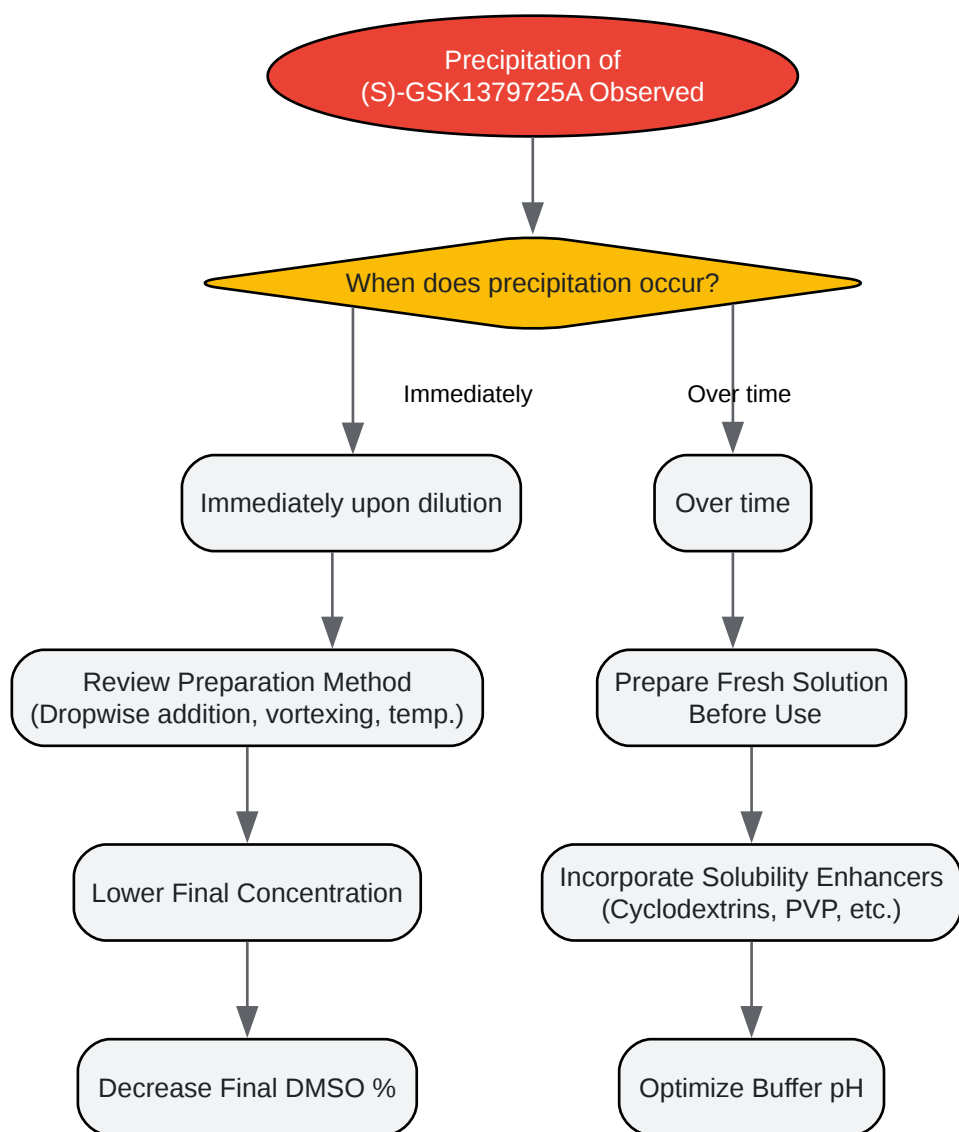 Precipitation of
(S)-GSK1379725A Observed
When does precipitation occur?
Immediately
Over time
Immediately upon dilution
Over time
Review Preparation Method
(Dropwise addition, vortexing, temp.)
Prepare Fresh Solution
Before Use
Lower Final Concentration
Incorporate Solubility Enhancers
(Cyclodextrins, PVP, etc.)
Decrease Final DMSO %
Optimize Buffer pH